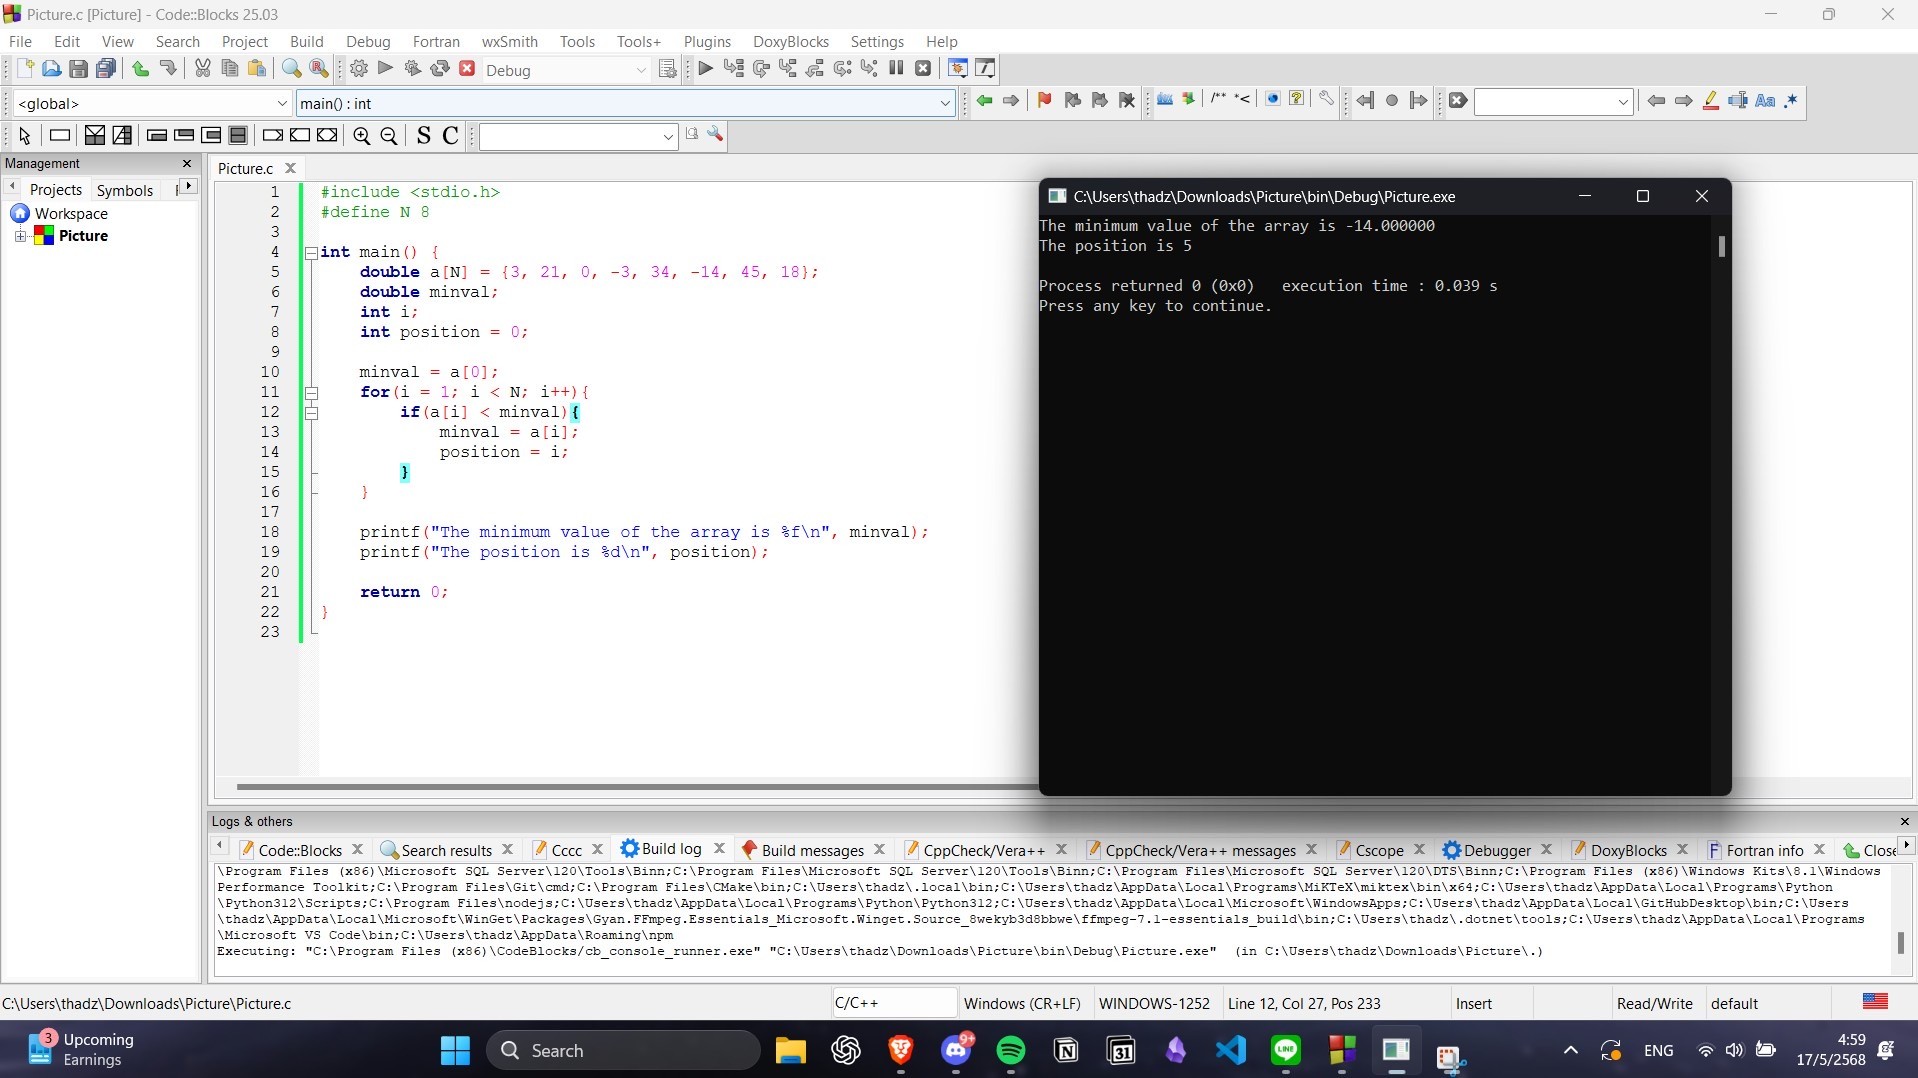 Picture.c [Picture] - Code::Blocks 25.03
File Edit View Search Project Build Debug Fortran wxSmith Tools Tools+ Plugins DoxyBlocks Settings Help
Debug
<global> main() : int
/** *< Aa .*
S C
Management
Projects Symbols
Workspace
Picture
Picture.c
1 #include <stdio.h>
2 #define N 8
3
4 int main() {
5 double a[N] = {3, 21, 0, -3, 34, -14, 45, 18};
6 double minval;
7 int i;
8 int position = 0;
9
10 minval = a[0];
11 for(i = 1; i < N; i++){
12 if(a[i] < minval){
13 minval = a[i];
14 position = i;
15 }
16 }
17
18 printf("The minimum value of the array is %f\n", minval);
19 printf("The position is %d\n", position);
20
21 return 0;
22 }
23
C:\Users\thadz\Downloads\Picture\bin\Debug\Picture.exe
The minimum value of the array is -14.000000
The position is 5
Process returned 0 (0x0) execution time : 0.039 s
Press any key to continue.
Logs & others
Code::Blocks Search results Cccc Build log Build messages CppCheck/Vera++ CppCheck/Vera++ messages Cscope Debugger DoxyBlocks Fortran info Close
\Program Files (x86)\Microsoft SQL Server\120\Tools\Binn;C:\Program Files\Microsoft SQL Server\120\Tools\Binn;C:\Program Files\Microsoft SQL Server\120\DTS\Binn;C:\Program Files (x86)\Windows Kits\8.1\Windows
Performance Toolkit;C:\Program Files\Git\cmd;C:\Program Files\CMake\bin;C:\Users\thadz\.local\bin;C:\Users\thadz\AppData\Local\Programs\MiKTeX\miktex\bin\x64;C:\Users\thadz\AppData\Local\Programs\Python
\Python312\Scripts;C:\Program Files\nodejs;C:\Users\thadz\AppData\Local\Programs\Python\Python312;C:\Users\thadz\AppData\Local\Microsoft\WindowsApps;C:\Users\thadz\AppData\Local\GitHubDesktop\bin;C:\Users
\thadz\AppData\Local\Microsoft\WinGet\Packages\Gyan.FFmpeg.Essentials_Microsoft.Winget.Source_8wekyb3d8bbwe\ffmpeg-7.1-essentials_build\bin;C:\Users\thadz\.dotnet\tools;C:\Users\thadz\AppData\Local\Programs
\Microsoft VS Code\bin;C:\Users\thadz\AppData\Roaming\npm
Executing: "C:\Program Files (x86)\CodeBlocks/cb_console_runner.exe" "C:\Users\thadz\Downloads\Picture\bin\Debug\Picture.exe" (in C:\Users\thadz\Downloads\Picture\.)
C:\Users\thadz\Downloads\Picture\Picture.c C/C++ Windows (CR+LF) WINDOWS-1252 Line 12, Col 27, Pos 233 Insert Read/Write default
3 Upcoming
Earnings
Search
9+
31
LINE
ENG
4:59
17/5/2568